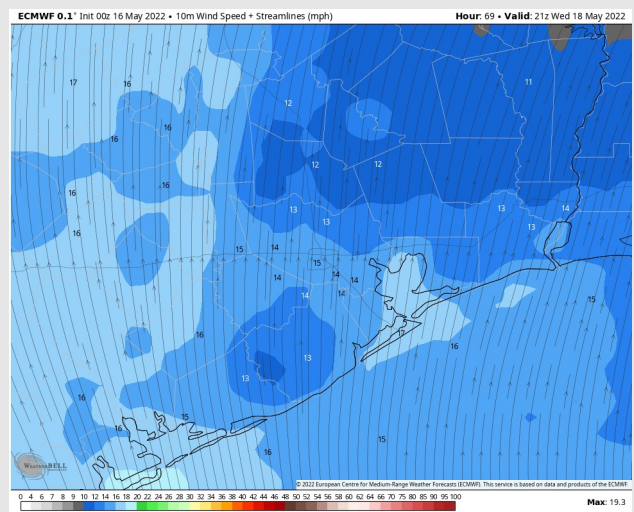 ECMWF 0.1° Init 00z 16 May 2022 • 10m Wind Speed + Streamlines (mph) Hour: 69 • Valid: 21z Wed 18 May 2022
17 16 11
12
16 14
16
12 12
16
16
13 13 14
13 13
16
15 14
15
14 14 14
14 14 15
16 17
16
13
13
16
15
16 15
16
WEATHERBELL
© 2022 European Centre for Medium-Range Weather Forecasts (ECMWF). This service is based on data and products of the ECMWF.
0 4 6 7 8 9 10 12 14 16 18 20 22 24 26 28 30 32 34 36 38 40 42 44 46 48 50 52 54 56 58 60 62 64 66 70 75 80 85 90 95 100
Max: 19.3